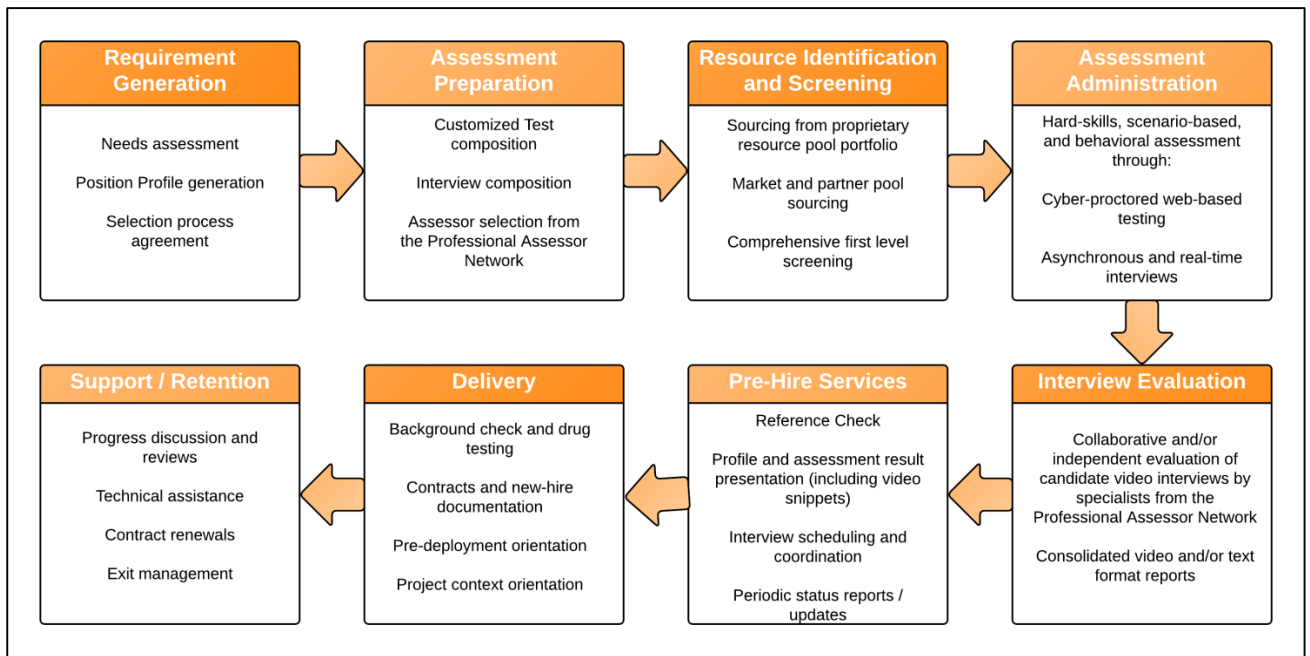 Requirement
Generation
Needs assessment
Position Profile generation
Selection process
agreement
Assessment
Preparation
Customized Test
composition
Interview composition
Assessor selection from
the Professional Assessor
Network
Resource Identification
and Screening
Sourcing from proprietary
resource pool portfolio
Market and partner pool
sourcing
Comprehensive first level
screening
Assessment
Administration
Hard-skills, scenario-based,
and behavioral assessment
through:
Cyber-proctored web-based
testing
Asynchronous and real-time
interviews
Interview Evaluation
Collaborative and/or
independent evaluation of
candidate video interviews by
specialists from the
Professional Assessor Network
Consolidated video and/or text
format reports
Pre-Hire Services
Reference Check
Profile and assessment result
presentation (including video
snippets)
Interview scheduling and
coordination
Periodic status reports /
updates
Delivery
Background check and drug
testing
Contracts and new-hire
documentation
Pre-deployment orientation
Project context orientation
Support / Retention
Progress discussion and
reviews
Technical assistance
Contract renewals
Exit management